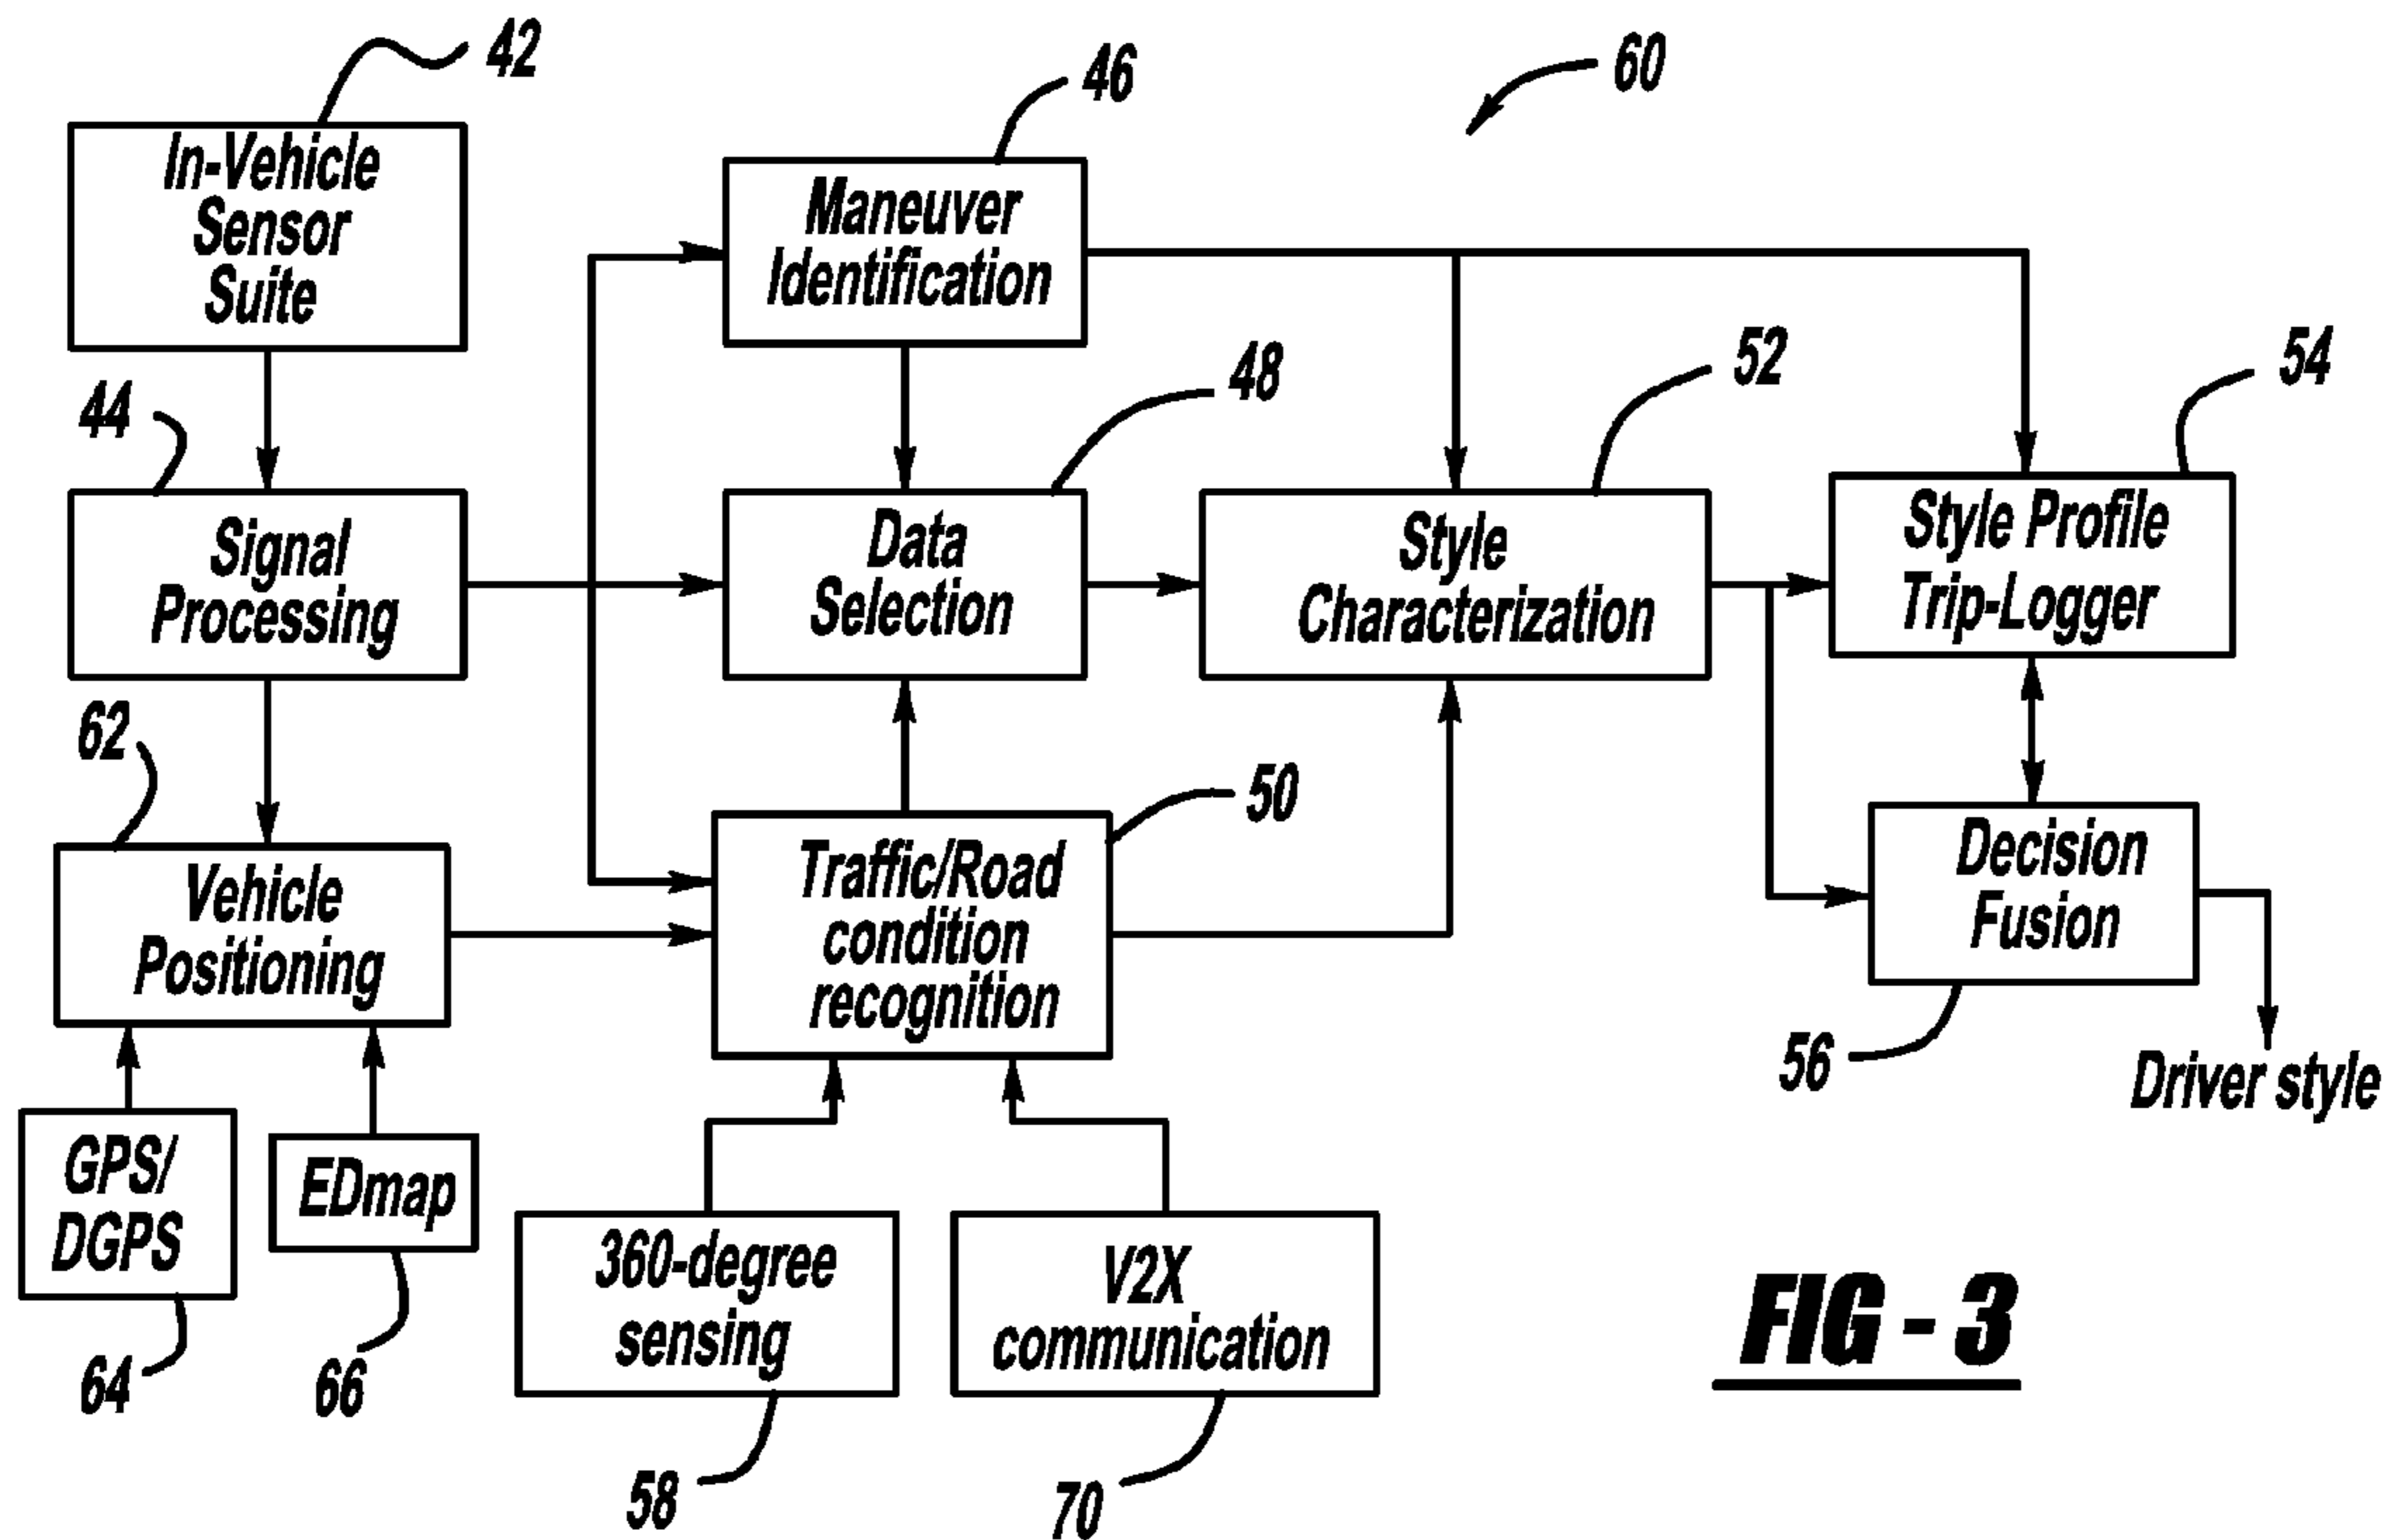 42
In-Vehicle
Sensor
Suite
46
Maneuver
Identification
60
44
Signal
Processing
48
Data
Selection
52
Style
Characterization
54
Style Profile
Trip-Logger
62
Vehicle
Positioning
50
Traffic/Road
condition
recognition
Decision
Fusion
56
Driver style
GPS/
DGPS
64
EDmap
66
360-degree
sensing
58
V2X
communication
70
FIG - 3